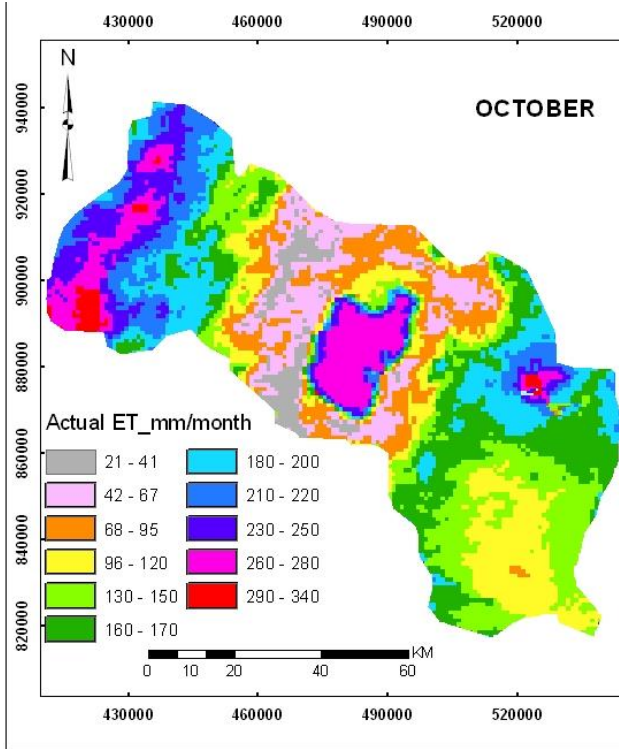 430000 460000 490000 520000
N
OCTOBER
940000
920000
900000
880000
860000
840000
820000
Actual ET_mm/month
21 - 41 180 - 200
42 - 67 210 - 220
68 - 95 230 - 250
96 - 120 260 - 280
130 - 150 290 - 340
160 - 170
KM
0 10 20 40 60
430000 460000 490000 520000